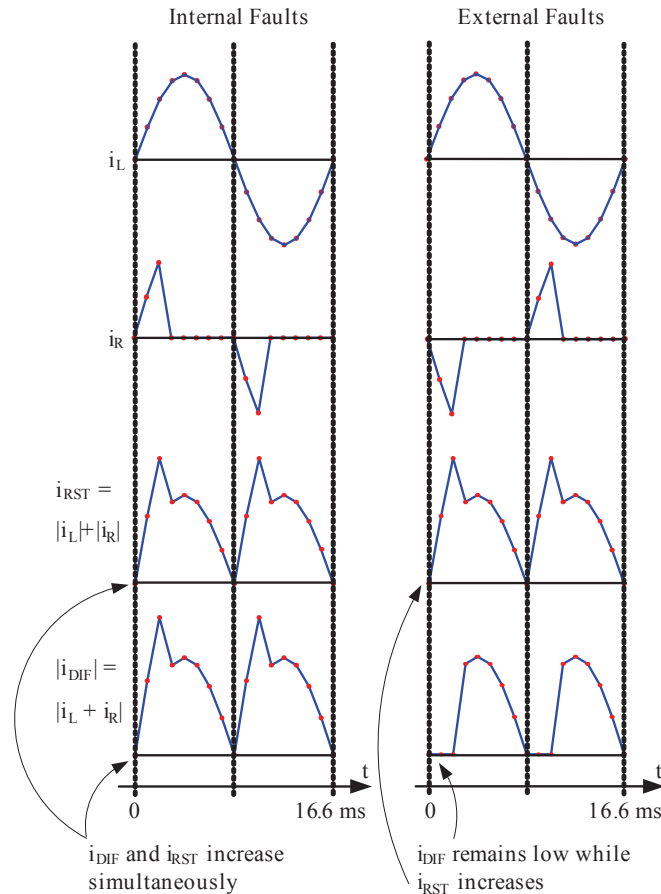 Internal Faults
External Faults
iL
iR
iRST =
|iL|+|iR|
|iDIF| =
|iL + iR|
t
t
0
16.6 ms
0
16.6 ms
iDIF and iRST increase
simultaneously
iDIF remains low while
iRST increases